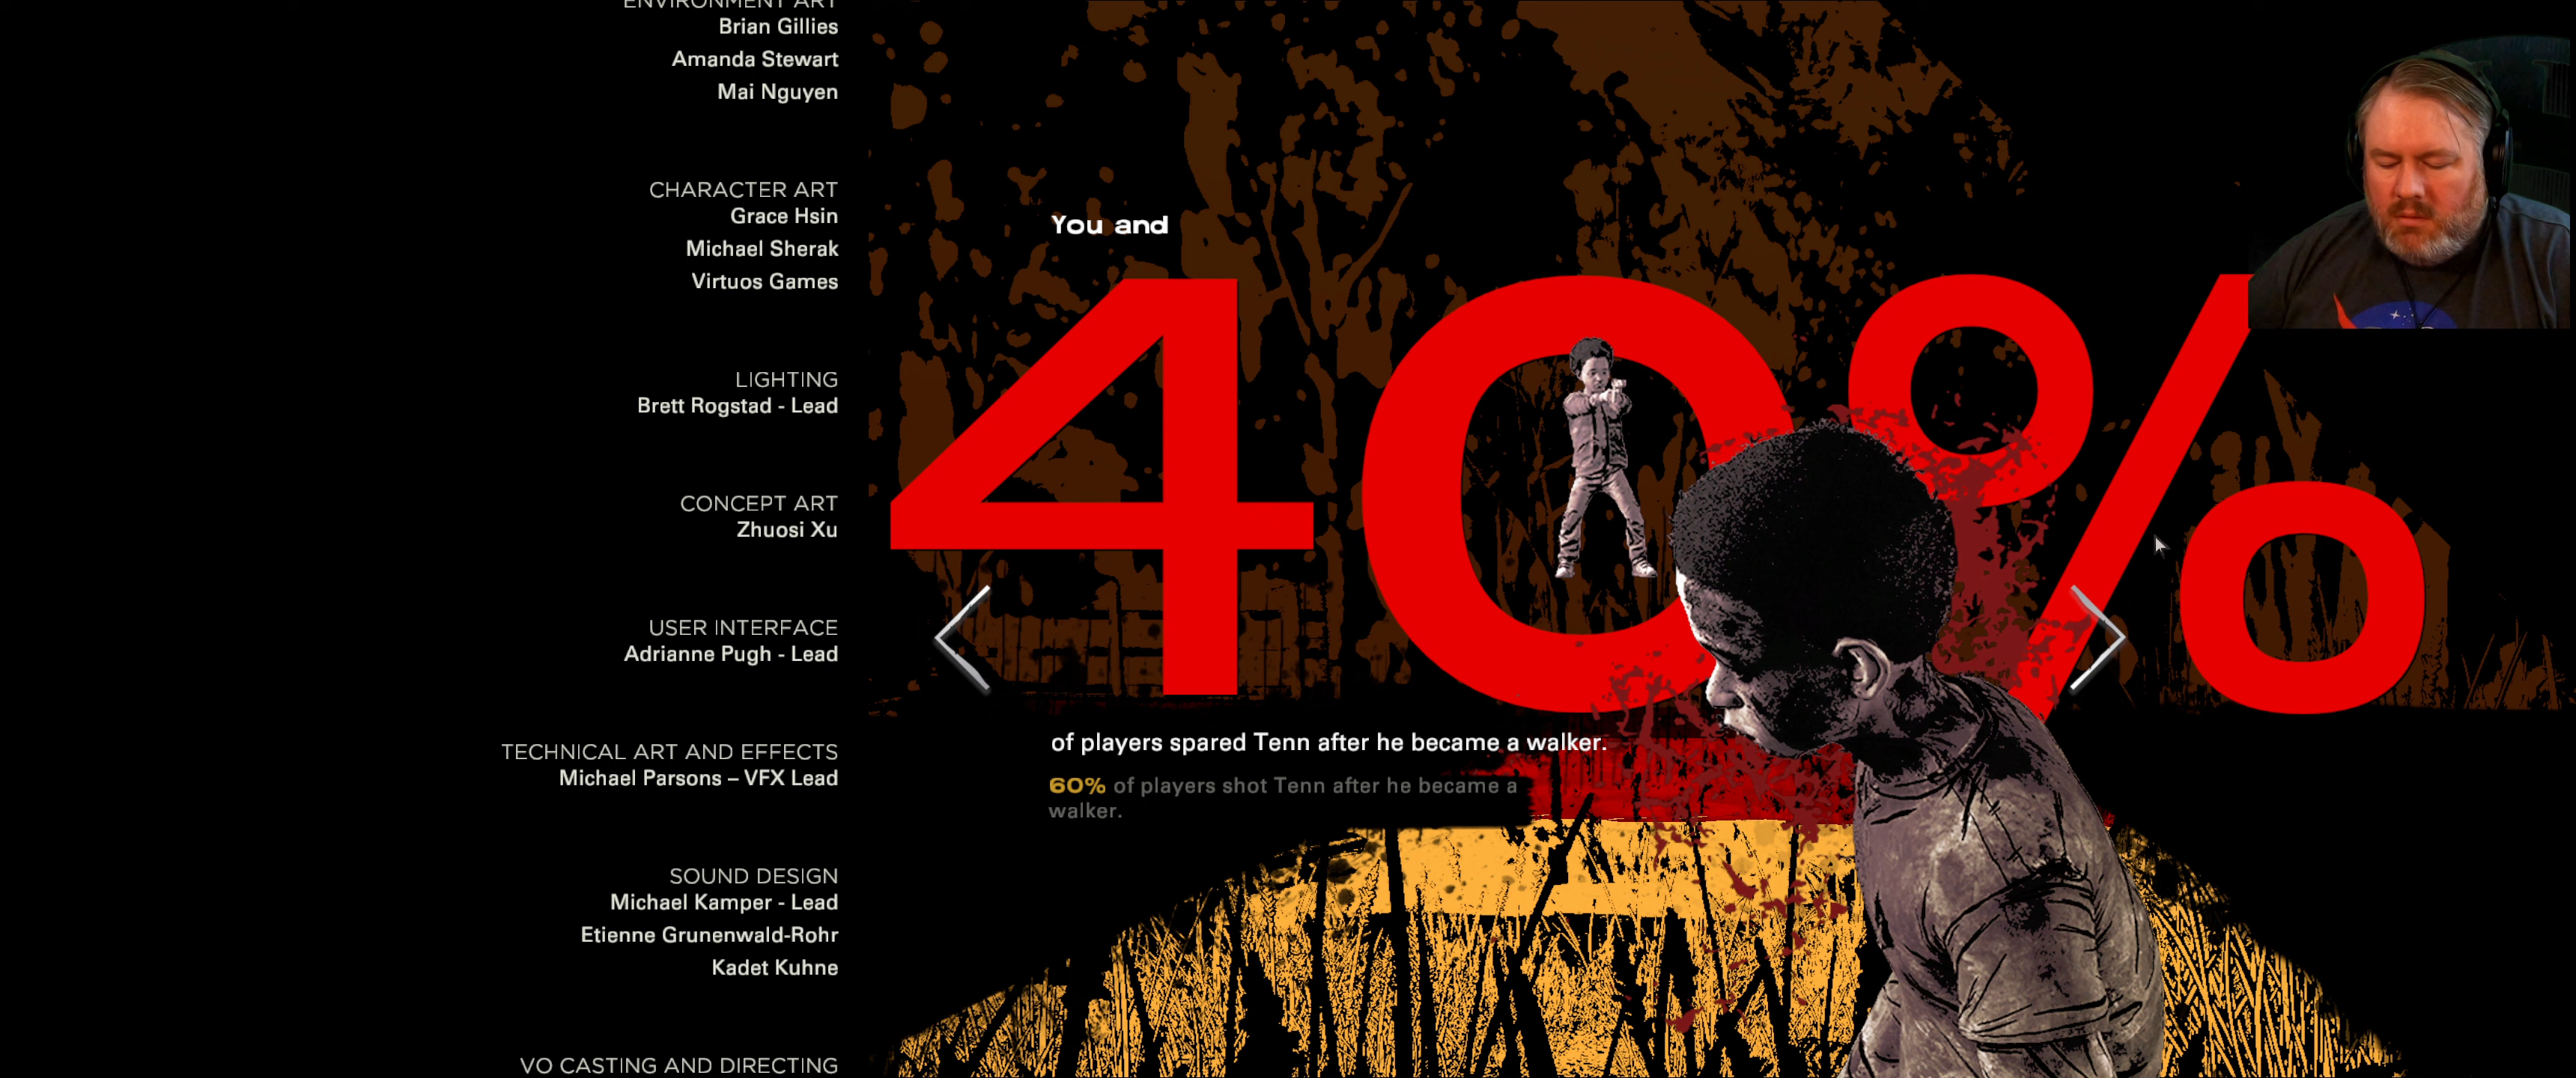 ENVIRONMENT ART
Brian Gillies
Amanda Stewart
Mai Nguyen
CHARACTER ART
Grace Hsin
Michael Sherak
Virtuos Games
LIGHTING
Brett Rogstad - Lead
CONCEPT ART
Zhuosi Xu
USER INTERFACE
Adrianne Pugh - Lead
TECHNICAL ART AND EFFECTS
Michael Parsons – VFX Lead
SOUND DESIGN
Michael Kamper - Lead
Etienne Grunenwald-Rohr
Kadet Kuhne
VO CASTING AND DIRECTING
You and
40%
of players spared Tenn after he became a walker.
60% of players shot Tenn after he became a
walker.